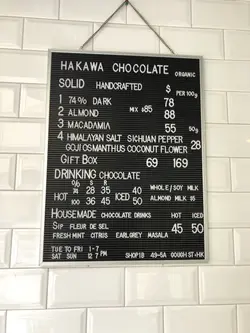 HAKAWA CHOCOLATE ORGANIC
SOLID HANDCRAFTED $ PER 100g
1 74% DARK 78
2 ALMOND MIX $85 88
3 MACADAMIA 55 50g
4 HIMALAYAN SALT SICHUAN PEPPER
GOJI OSMANTHUS COCONUT FLOWER 28
GIFT BOX 69 169
DRINKING CHOCOLATE
% S 8 %
HOT 74 28 35 40 WHOLE/SOY MILK
100 36 45 ICED 50 ALMOND MILK $5
HOUSEMADE CHOCOLATE DRINKS HOT ICED
SIP FLEUR DE SEL 45 50
FRESH MINT CITRUS EARLGREY MASALA
TUE TO FRI 1-7
SAT SUN 12 7 PM SHOP1B 49-5A GOUGH ST HK